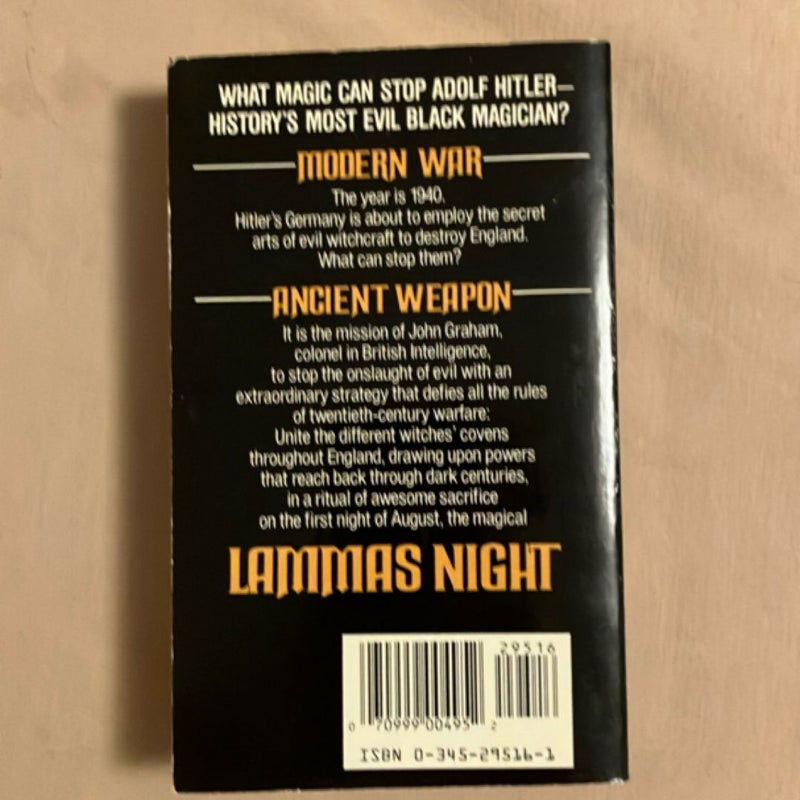 WHAT MAGIC CAN STOP ADOLF HITLER—
HISTORY'S MOST EVIL BLACK MAGICIAN?
MODERN WAR
The year is 1940.
Hitler's Germany is about to employ the secret
arts of evil witchcraft to destroy England.
What can stop them?
ANCIENT WEAPON
It is the mission of John Graham,
colonel in British Intelligence,
to stop the onslaught of evil with an
extraordinary strategy that defies all the rules
of twentieth-century warfare:
Unite the different witches' covens
throughout England, drawing upon powers
that reach back through dark centuries,
in a ritual of awesome sacrifice
on the first night of August, the magical
LAMMAS NIGHT
29516
0 70999 00495 2
ISBN 0-345-29516-1